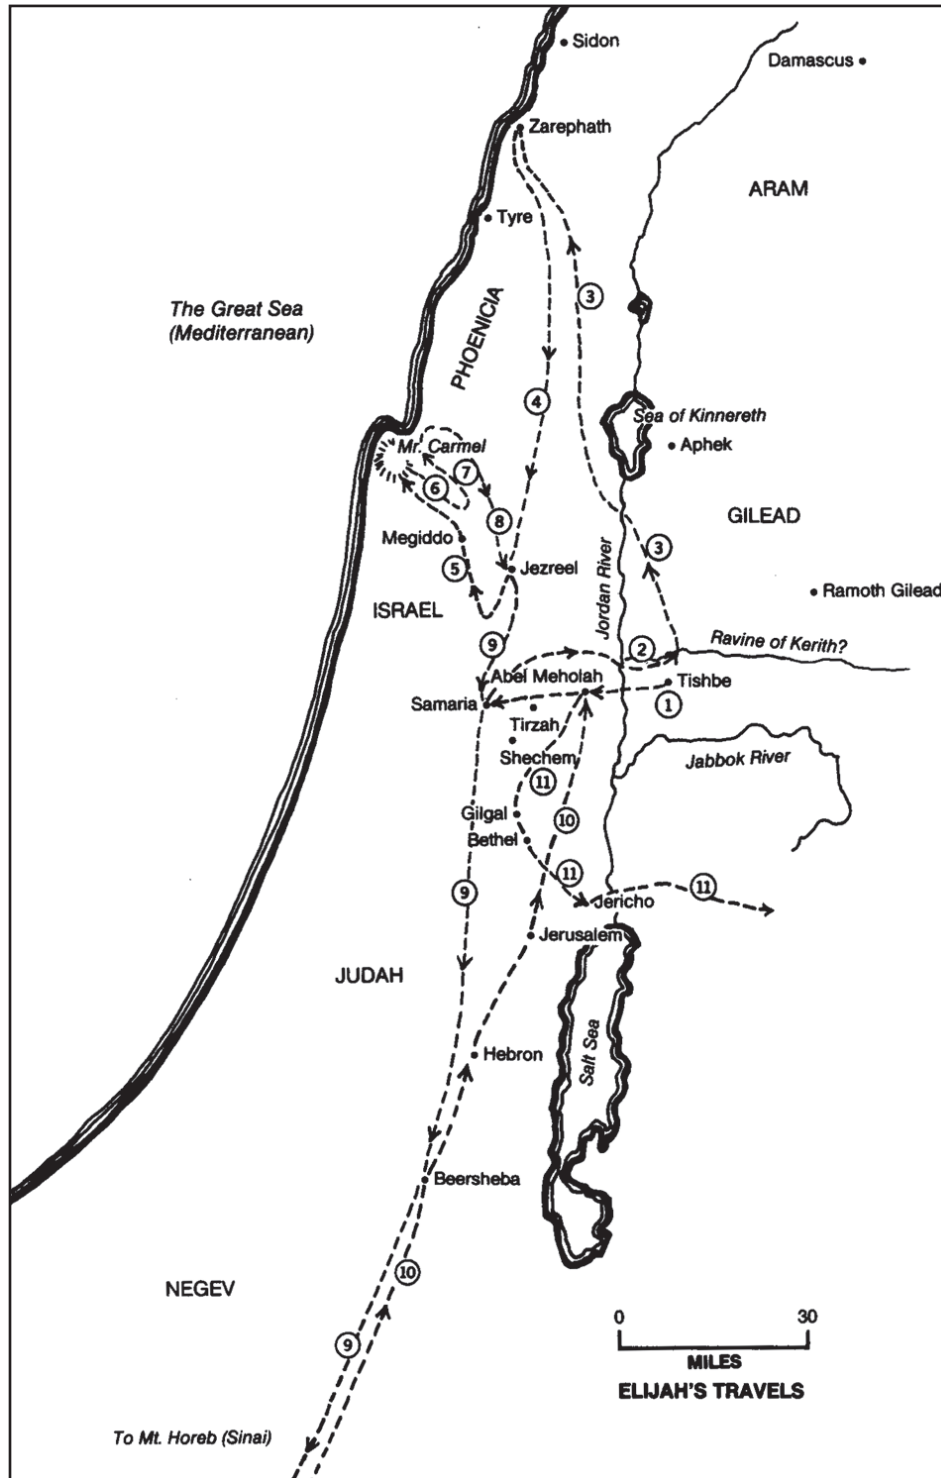 Sidon
Damascus
Zarephath
ARAM
Tyre
3
The Great Sea
(Mediterranean)
PHOENICIA
4
Sea of Kinnereth
Mr. Carmel
Aphek
7
6
8
GILEAD
Megiddo
3
5
Jezreel
Jordan River
Ramoth Gilead
ISRAEL
9
2
Ravine of Kerith?
Abel Meholah
Tishbe
Samaria
1
Tirzah
Shechem
Jabbok River
11
Gilgal
10
Bethel
11
9
11
Jericho
Jerusalem
JUDAH
Salt Sea
Hebron
Beersheba
10
NEGEV
0 30
9
MILES
ELIJAH'S TRAVELS
To Mt. Horeb (Sinai)